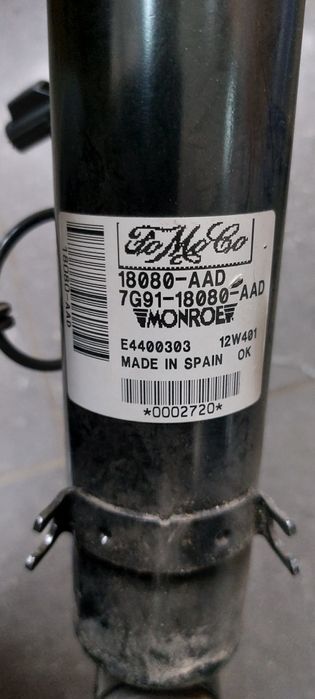 FoMoCo
18080-AAD
7G91-18080-AAD
MONROE
E4400303 12W401
MADE IN SPAIN OK
*0002720*
18080-AAD